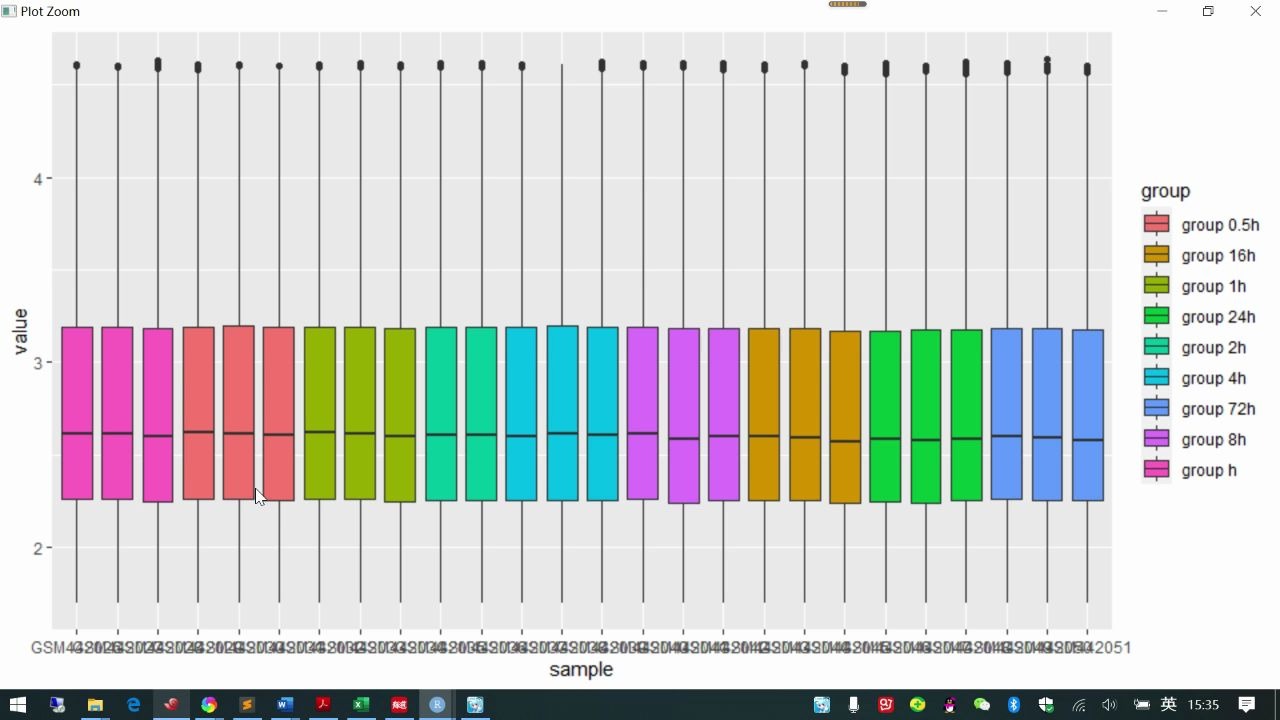 Plot Zoom
group
4
group 0.5h
group 16h
group 1h
value
group 24h
group 2h
3
group 4h
group 72h
group 8h
group h
2
sample
英 15:35